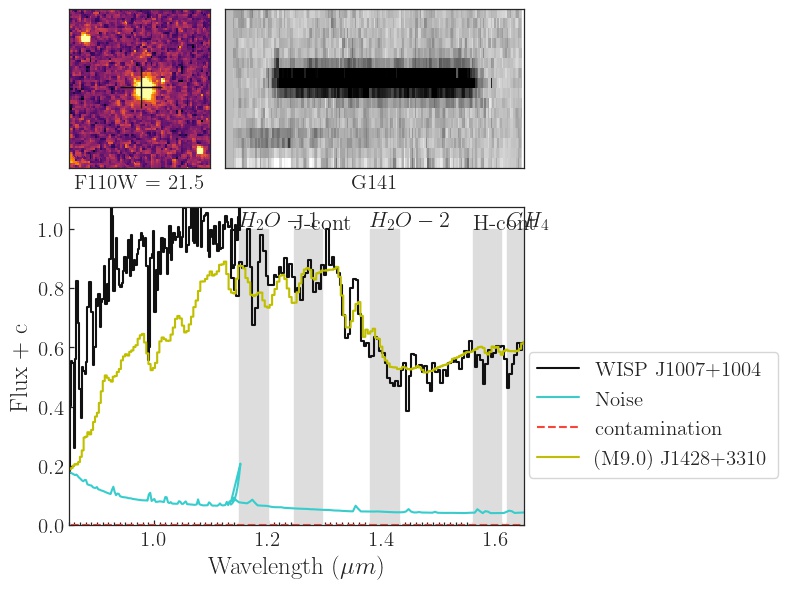 F110W = 21.5
G141
H₂O − 1
J-cont
H₂O − 2
H-cont
CH₄
1.0
0.8
0.6
0.4
0.2
0.0
Flux + c
1.0
1.2
1.4
1.6
Wavelength (μm)
WISP J1007+1004
Noise
contamination
(M9.0) J1428+3310